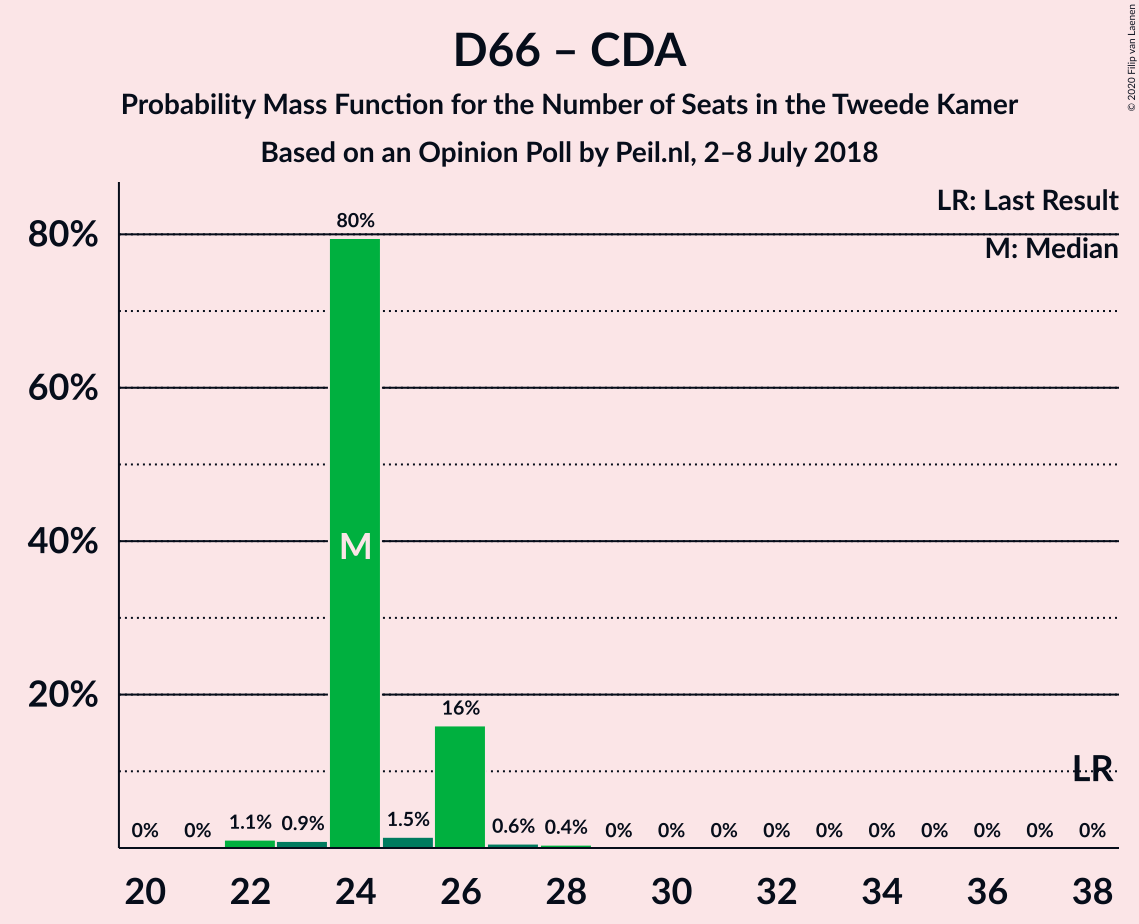 D66 – CDA
Probability Mass Function for the Number of Seats in the Tweede Kamer
Based on an Opinion Poll by Peil.nl, 2–8 July 2018
© 2020 Filip van Laenen
LR: Last Result
M: Median
80%
60%
40%
20%
0% 0% 1.1% 0.9% 80% 1.5% 16% 0.6% 0.4% 0% 0% 0% 0% 0% 0% 0% 0% 0% 0%
M
LR
20 22 24 26 28 30 32 34 36 38